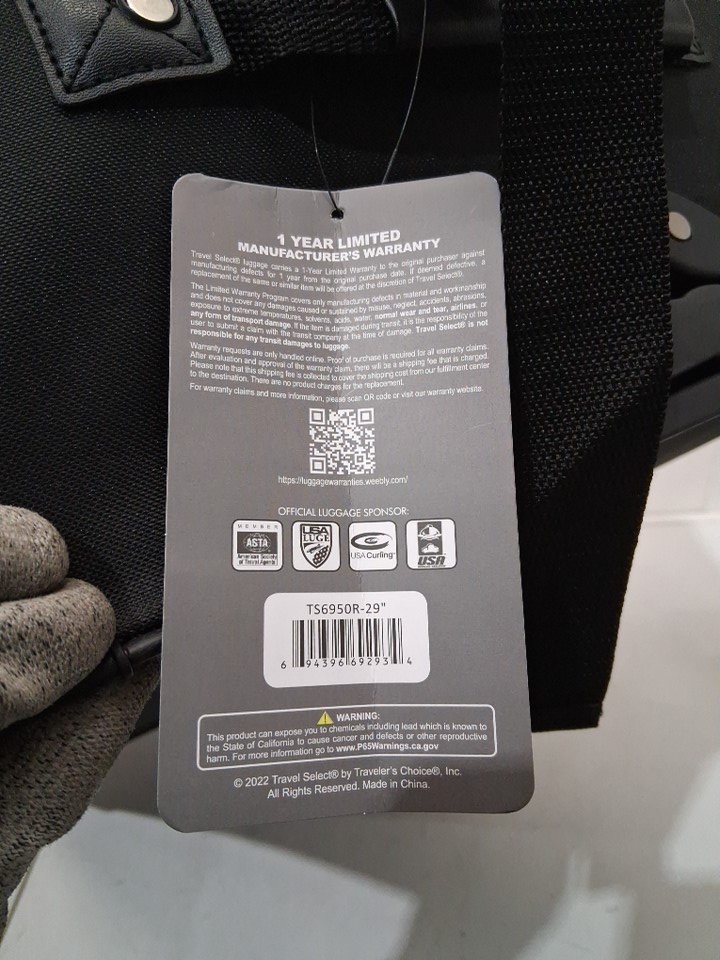 1 YEAR LIMITED
MANUFACTURER'S WARRANTY
Travel Select® luggage carries a 1-Year Limited Warranty to the original purchaser against
manufacturing defects for 1 year from the original purchase date. If deemed defective, a
replacement of the same or similar item will be offered at the discretion of Travel Select®.
The Limited Warranty Program covers only manufacturing defects in material and workmanship
and does not cover any damages caused or sustained by misuse, neglect, accidents, abrasions,
exposure to extreme temperatures, solvents, acids, water, normal wear and tear, airlines, or
any form of transport damage. If the item is damaged during transit, it is the responsibility of the
user to submit a claim with the transit company at the time of damage. Travel Select® is not
responsible for any transit damages to luggage.
Warranty requests are only handled online. Proof of purchase is required for all warranty claims.
After evaluation and approval of the warranty claim, there will be a shipping fee that is charged.
Please note that this shipping fee is collected to cover the shipping cost from our fulfillment center
to the destination. There are no product charges for the replacement.
For warranty claims and more information, please scan QR code or visit our warranty website.
https://luggagewarranties.weebly.com/
OFFICIAL LUGGAGE SPONSOR:
MEMBER
ASTA
American Society
of Travel Agents
USA
LUGE
USA Curling
USA
TS6950R-29"
6 94396 69293 4
WARNING:
This product can expose you to chemicals including lead which is known to
the State of California to cause cancer and defects or other reproductive
harm. For more information go to www.P65Warnings.ca.gov
© 2022 Travel Select® by Traveler's Choice®, Inc.
All Rights Reserved. Made in China.